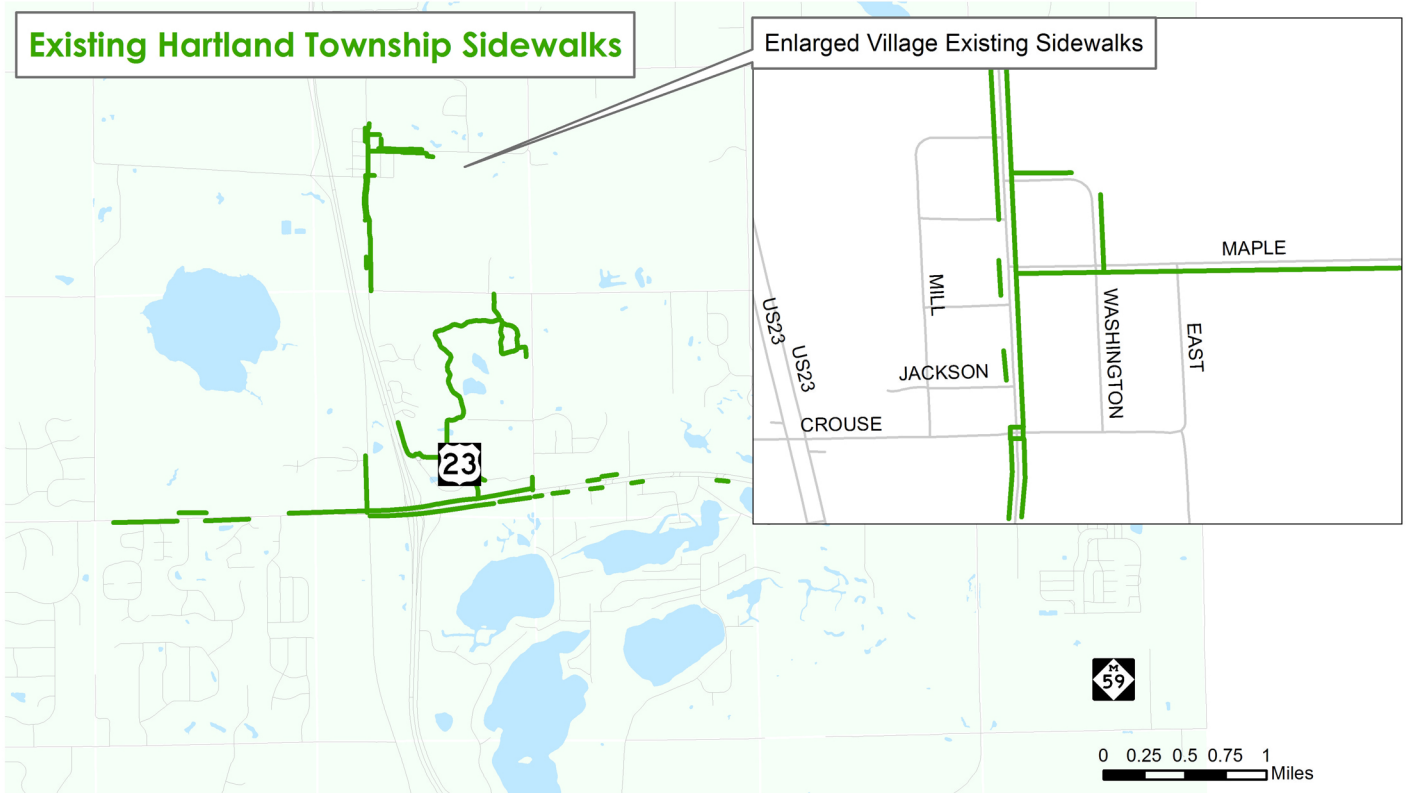 Existing Hartland Township Sidewalks
Enlarged Village Existing Sidewalks
MAPLE
MILL
WASHINGTON
EAST
US23
US23
JACKSON
CROUSE
23
M
59
0 0.25 0.5 0.75 1
Miles